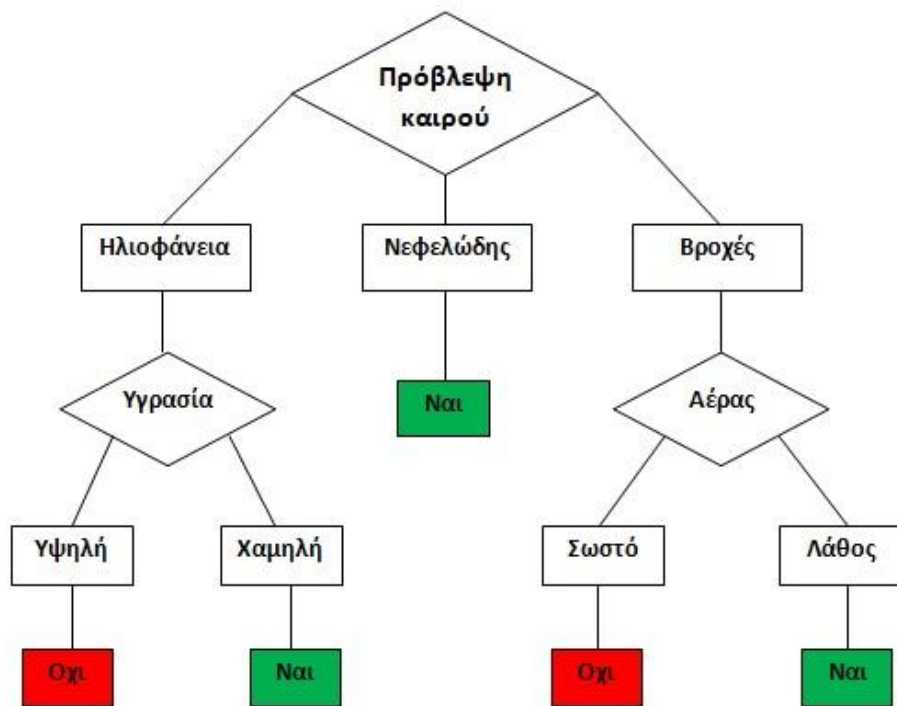 Πρόβλεψη
καιρού
Ηλιοφάνεια
Νεφελώδης
Βροχές
Υγρασία
Ναι
Αέρας
Υψηλή
Χαμηλή
Σωστό
Λάθος
Οχι
Ναι
Οχι
Ναι